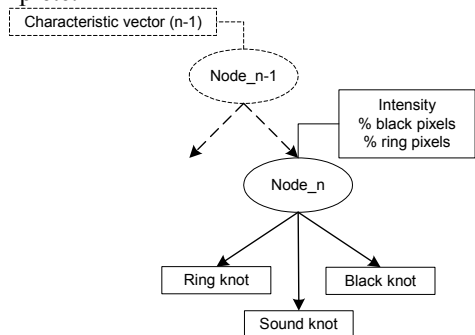 Characteristic vector (n-1)
Node_n-1
Intensity
% black pixels
% ring pixels
Node_n
Ring knot
Black knot
Sound knot